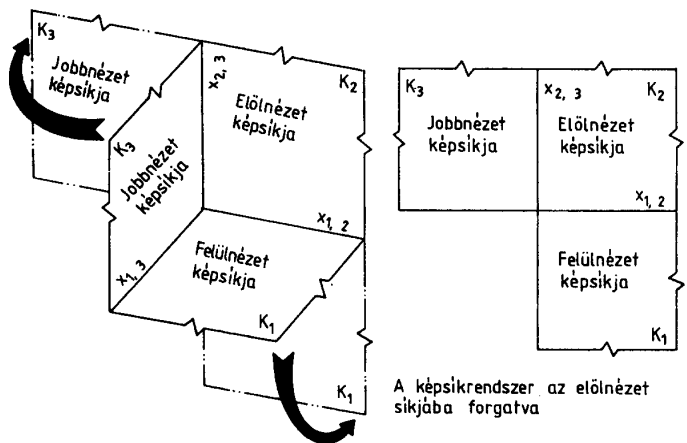 K3
Jobbnézet
képsíkja
x2, 3
Elölnézet
képsíkja
K2
K3
Jobbnézet
képsíkja
x1, 3
Felülnézet
képsíkja
x1, 2
K1
K1
K3
Jobbnézet
képsíkja
x2, 3
K2
Elölnézet
képsíkja
x1, 2
Felülnézet
képsíkja
K1
A képsíkrendszer az elölnézet
síkjába forgatva